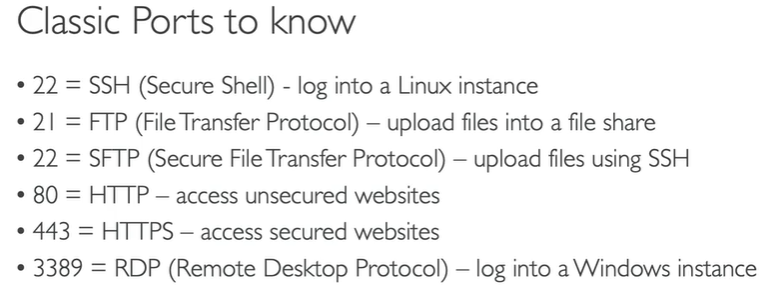 Classic Ports to know
• 22 = SSH (Secure Shell) - log into a Linux instance
• 21 = FTP (File Transfer Protocol) – upload files into a file share
• 22 = SFTP (Secure File Transfer Protocol) – upload files using SSH
• 80 = HTTP – access unsecured websites
• 443 = HTTPS – access secured websites
• 3389 = RDP (Remote Desktop Protocol) – log into a Windows instance